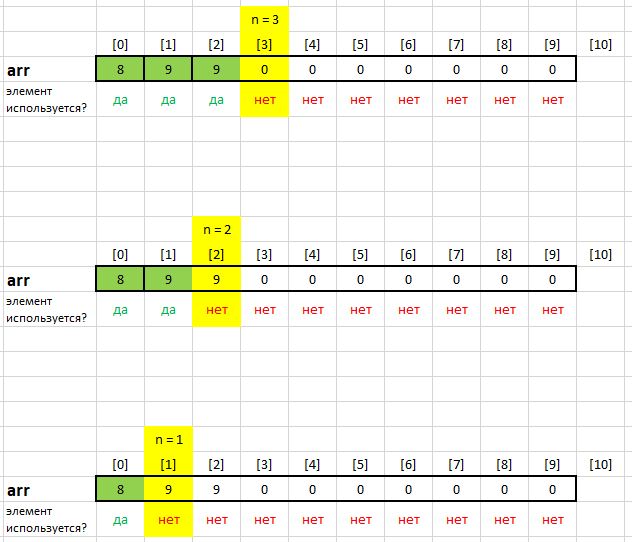 n = 3
[0] [1] [2] [3] [4] [5] [6] [7] [8] [9] [10]
arr 8 9 9 0 0 0 0 0 0 0
элемент
используется? да да да нет нет нет нет нет нет нет
n = 2
[0] [1] [2] [3] [4] [5] [6] [7] [8] [9] [10]
arr 8 9 9 0 0 0 0 0 0 0
элемент
используется? да да нет нет нет нет нет нет нет нет
n = 1
[0] [1] [2] [3] [4] [5] [6] [7] [8] [9] [10]
arr 8 9 9 0 0 0 0 0 0 0
элемент
используется? да нет нет нет нет нет нет нет нет нет